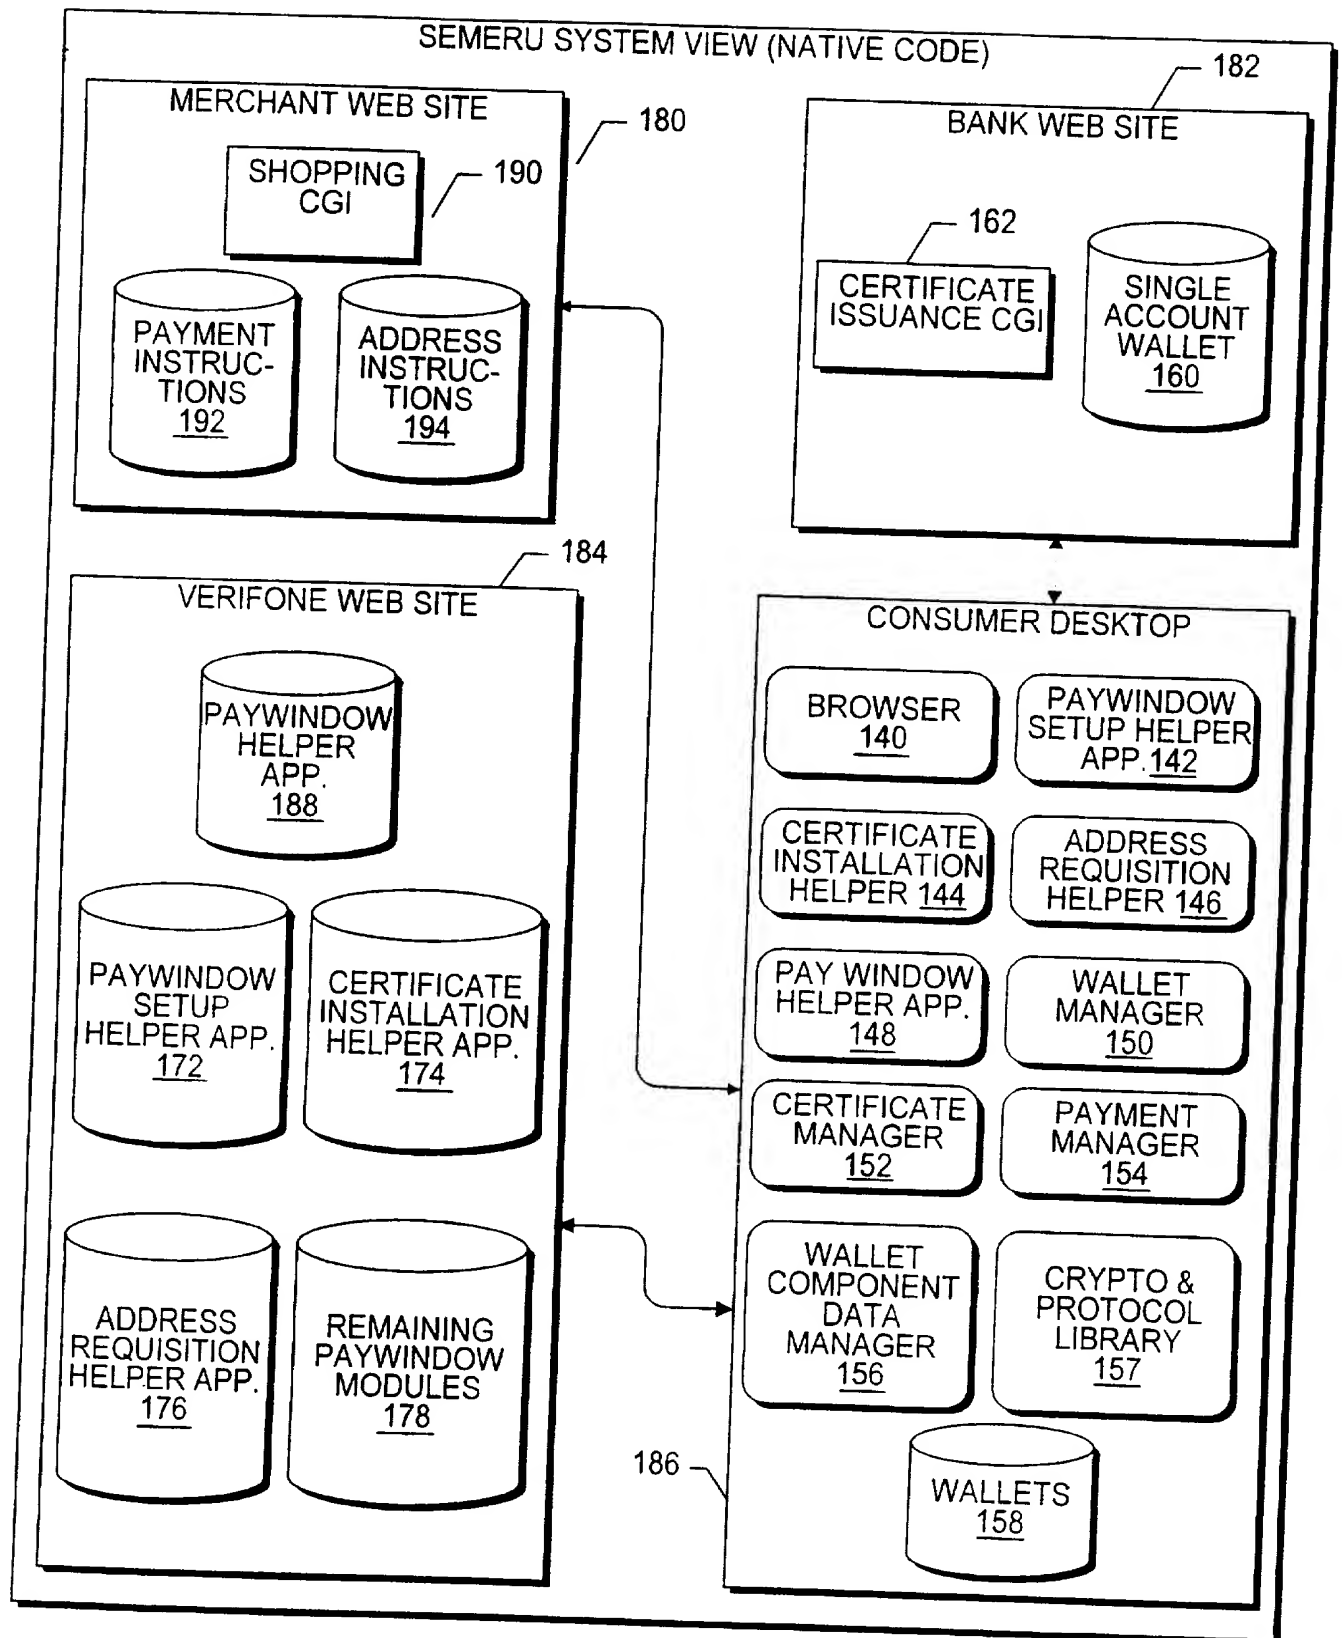 SEMERU SYSTEM VIEW (NATIVE CODE)
MERCHANT WEB SITE
180
SHOPPING
CGI
190
PAYMENT
INSTRUC-
TIONS
192
ADDRESS
INSTRUC-
TIONS
194
182
BANK WEB SITE
162
CERTIFICATE
ISSUANCE CGI
SINGLE
ACCOUNT
WALLET
160
184
VERIFONE WEB SITE
PAYWINDOW
HELPER
APP.
188
PAYWINDOW
SETUP
HELPER APP.
172
CERTIFICATE
INSTALLATION
HELPER APP.
174
ADDRESS
REQUISITION
HELPER APP.
176
REMAINING
PAYWINDOW
MODULES
178
CONSUMER DESKTOP
BROWSER
140
PAYWINDOW
SETUP HELPER
APP. 142
CERTIFICATE
INSTALLATION
HELPER 144
ADDRESS
REQUISITION
HELPER 146
PAY WINDOW
HELPER APP.
148
WALLET
MANAGER
150
CERTIFICATE
MANAGER
152
PAYMENT
MANAGER
154
WALLET
COMPONENT
DATA
MANAGER
156
CRYPTO &
PROTOCOL
LIBRARY
157
186
WALLETS
158